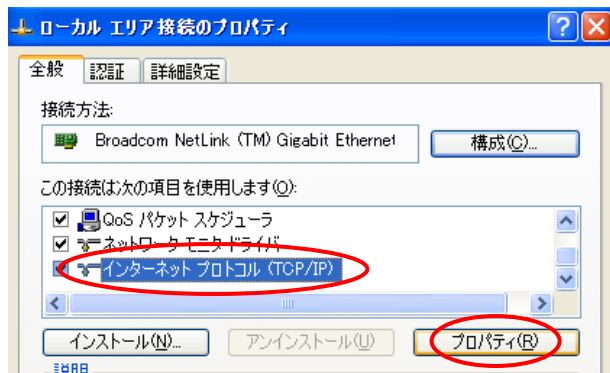 ローカル エリア接続のプロパティ
全般 認証 詳細設定
接続方法:
Broadcom NetLink (TM) Gigabit Ethernet 構成(C)...
この接続は次の項目を使用します(O):
QoS パケット スケジューラ
ネットワーク モニタ ドライバ
インターネット プロトコル (TCP/IP)
インストール(N)... アンインストール(U) プロパティ(R)
説明